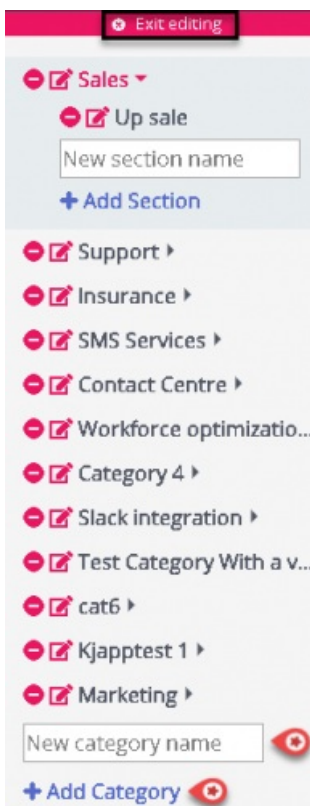 Exit editing
Sales
Up sale
New section name
+ Add Section
Support
Insurance
SMS Services
Contact Centre
Workforce optimizatio...
Category 4
Slack integration
Test Category With a v...
cat6
Kjapptest 1
Marketing
New category name
+ Add Category